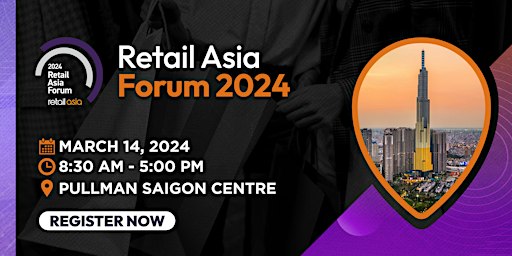 2024
Retail
Asia
Forum
retail asia
Retail Asia
Forum 2024
MARCH 14, 2024
8:30 AM - 5:00 PM
PULLMAN SAIGON CENTRE
REGISTER NOW